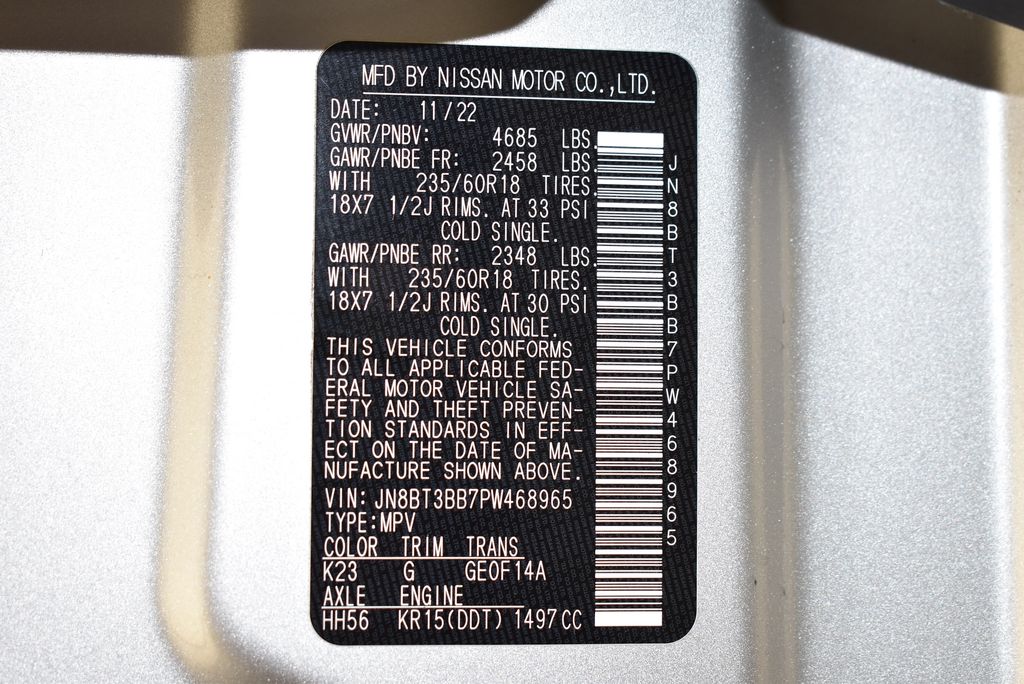 MFD BY NISSAN MOTOR CO.,LTD.
DATE: 11/22
GVWR/PNBV: 4685 LBS.
GAWR/PNBE FR: 2458 LBS
WITH 235/60R18 TIRES.
18X7 1/2J RIMS. AT 33 PSI
COLD SINGLE.
GAWR/PNBE RR: 2348 LBS.
WITH 235/60R18 TIRES.
18X7 1/2J RIMS. AT 30 PSI
COLD SINGLE.
THIS VEHICLE CONFORMS
TO ALL APPLICABLE FED-
ERAL MOTOR VEHICLE SA-
FETY AND THEFT PREVEN-
TION STANDARDS IN EFF-
ECT ON THE DATE OF MA-
NUFACTURE SHOWN ABOVE.
VIN: JN8BT3BB7PW468965
TYPE:MPV
COLOR TRIM TRANS
K23 G GE0F14A
AXLE ENGINE
HH56 KR15(DDT) 1497CC
JN8BT3BB7PW468965